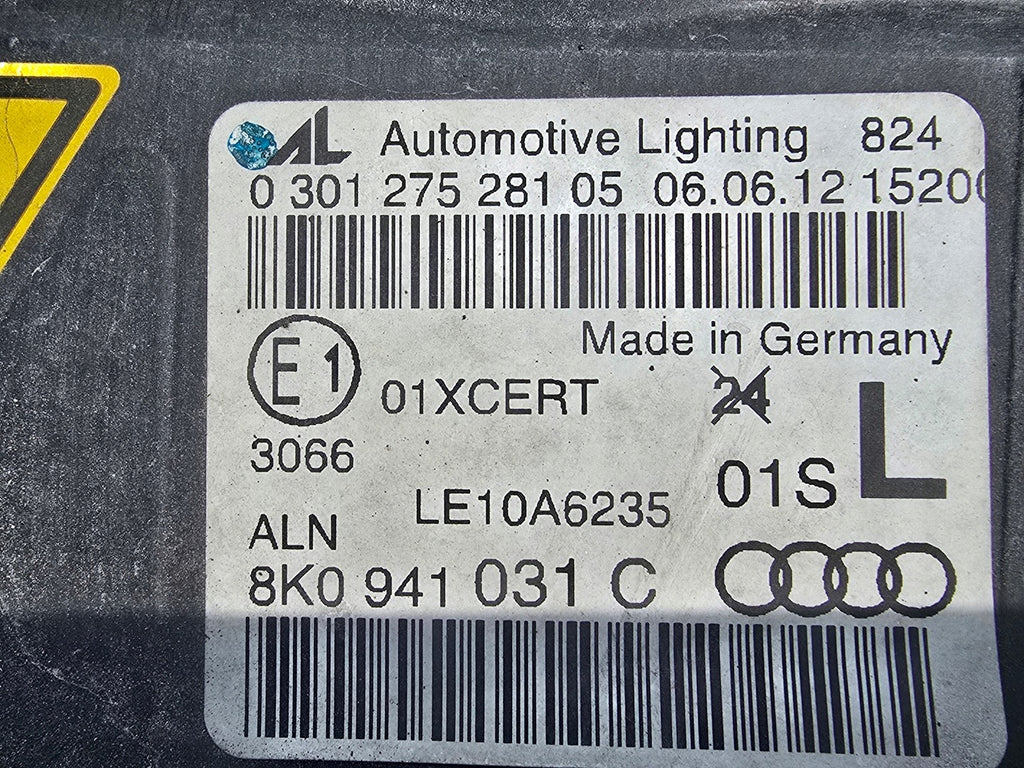 AL Automotive Lighting 824
0 301 275 281 05 06.06.12 1520
Made in Germany
E1 01XCERT 24
3066
01S L
LE10A6235
ALN
8K0 941 031 C